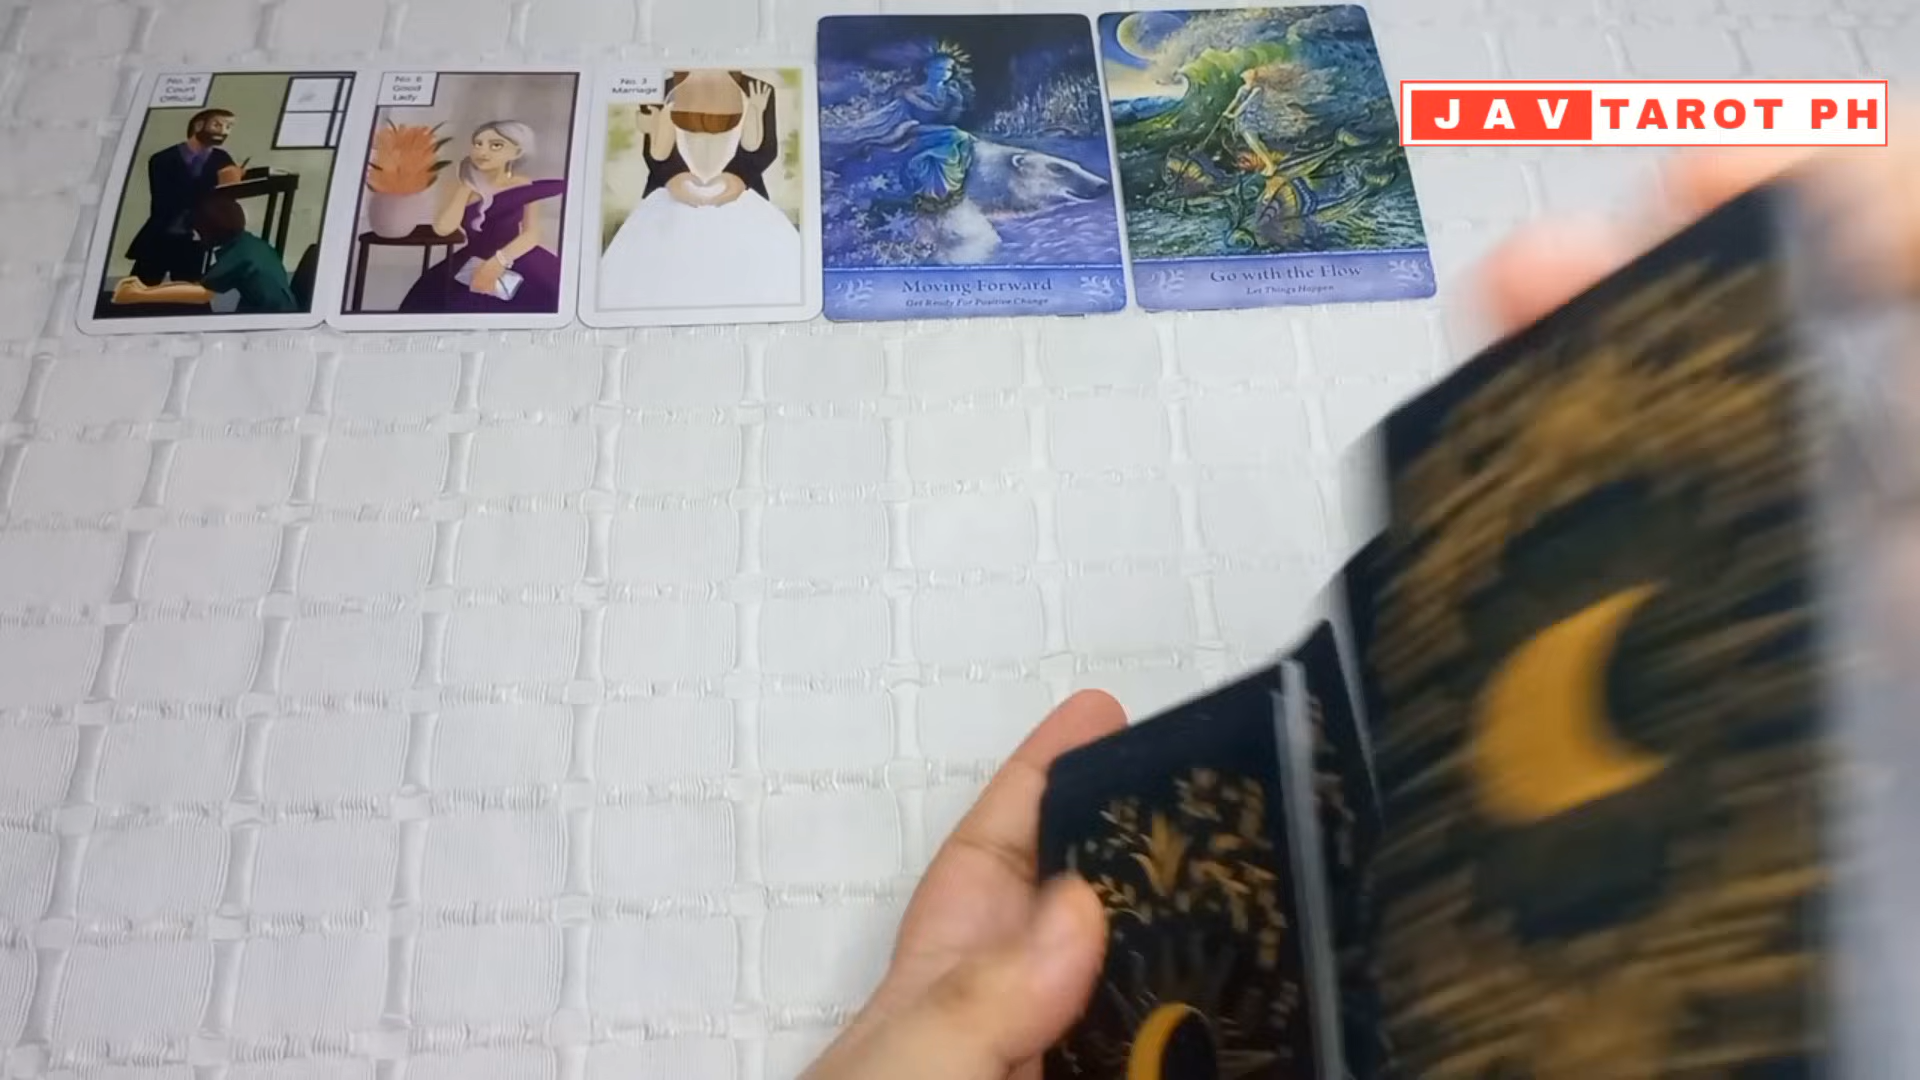 No. 30
Court
Official
No. 6
Good
Lady
No. 3
Marriage
Moving Forward
Get Ready For Positive Change
Go with the Flow
Let Things Happen
JAV TAROT PH